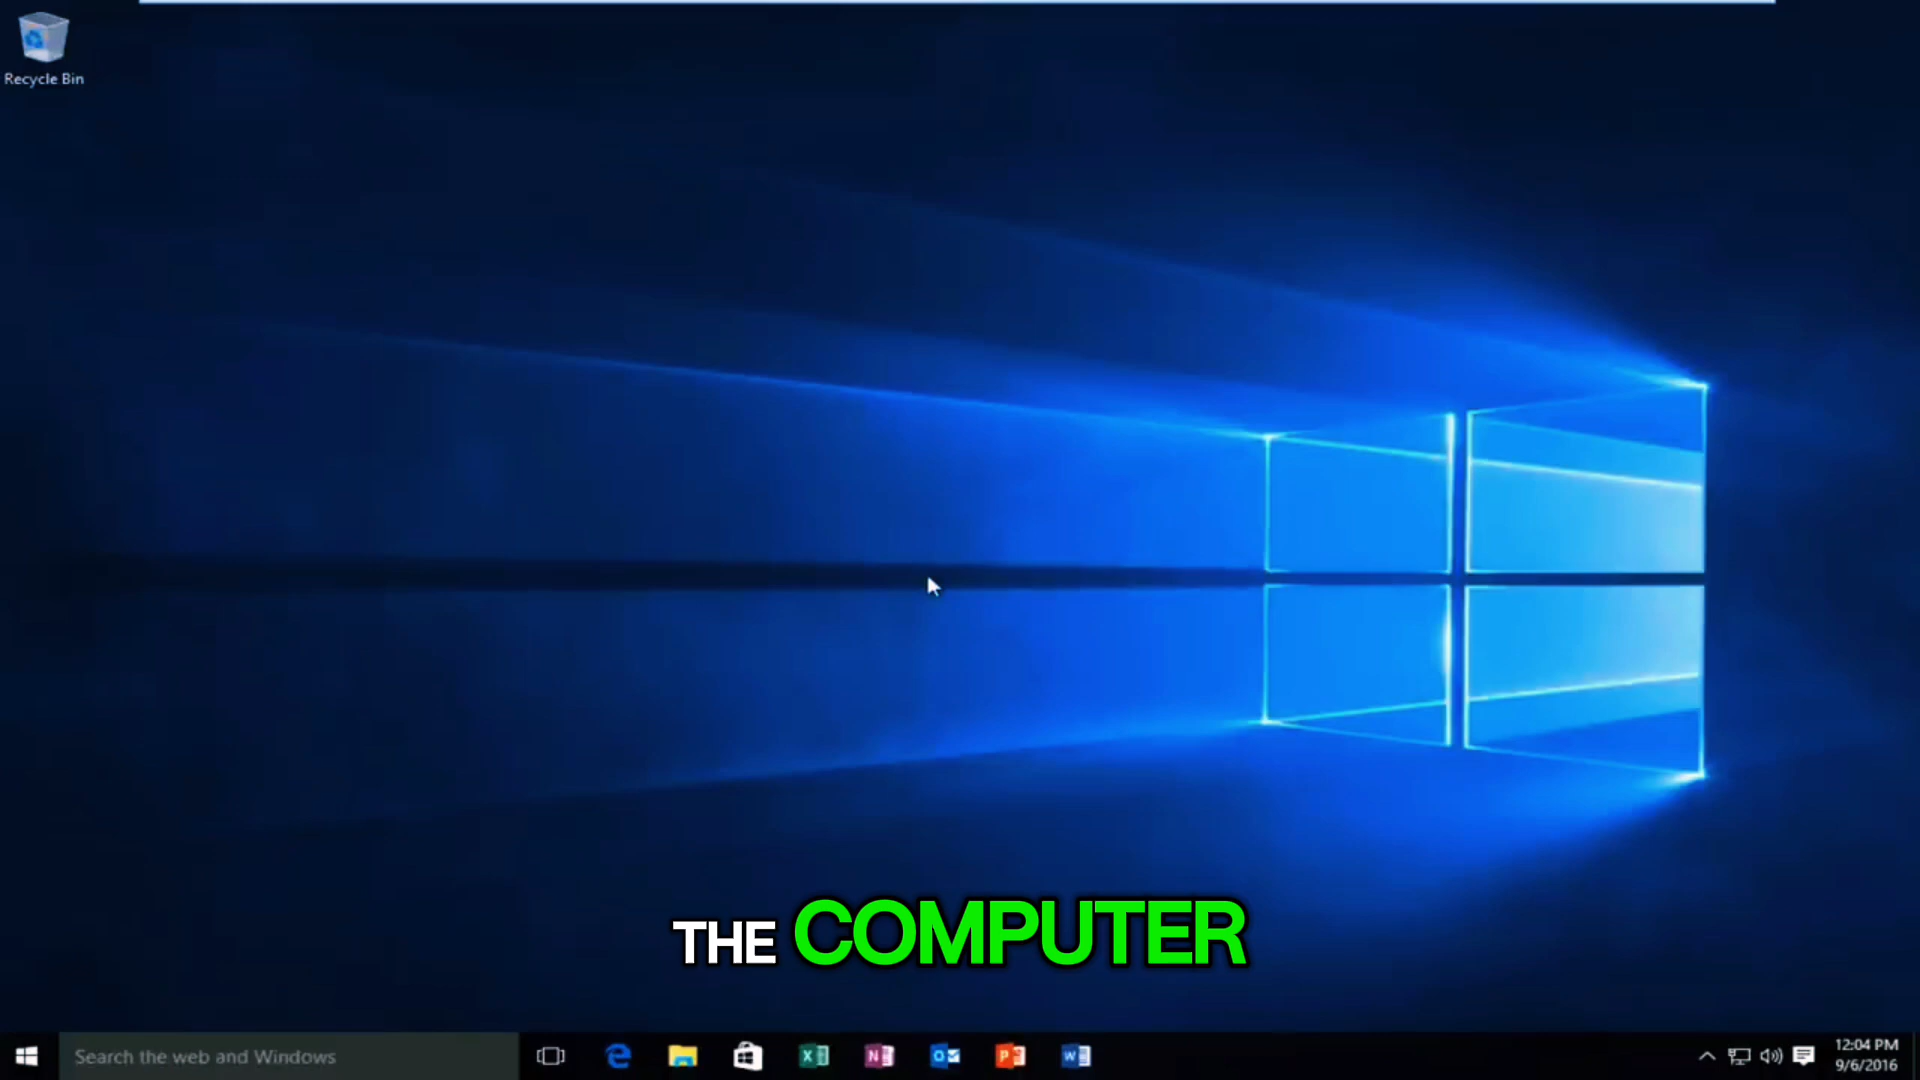 Recycle Bin
THE COMPUTER
Search the web and Windows
12:04 PM
9/6/2016